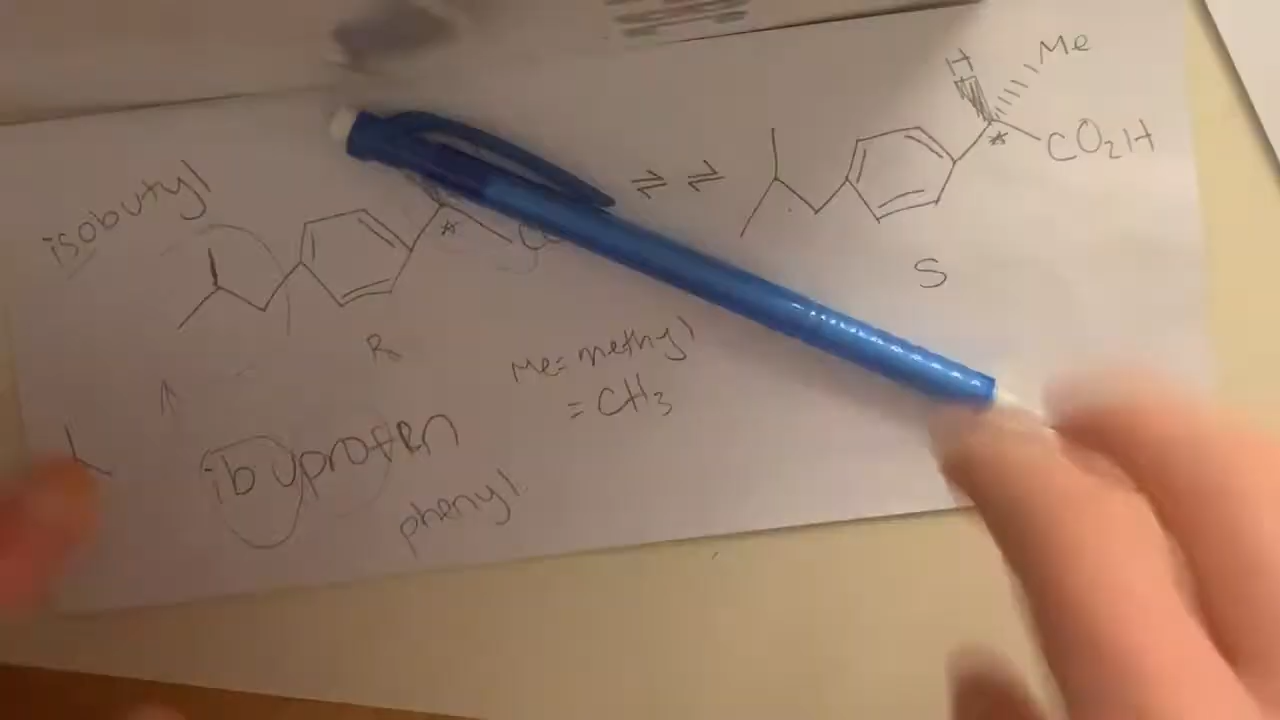 H
Me
CO2H
*
⇌ ⇌
isobutyl
*
S
R
Me = methyl
= CH3
ibuprofen
phenyl